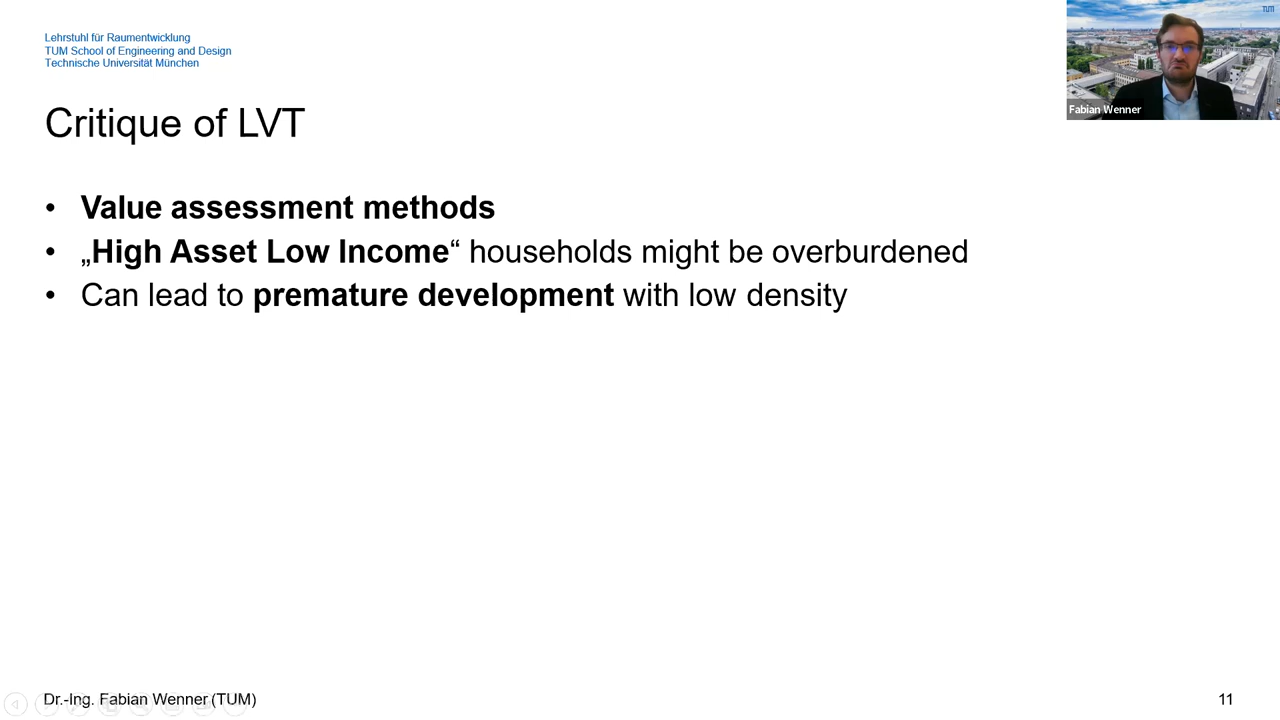 Lehrstuhl für Raumentwicklung
TUM School of Engineering and Design
Technische Universität München
TUM
Fabian Wenner
Critique of LVT
• Value assessment methods
• „High Asset Low Income“ households might be overburdened
• Can lead to premature development with low density
Dr.-Ing. Fabian Wenner (TUM)
11